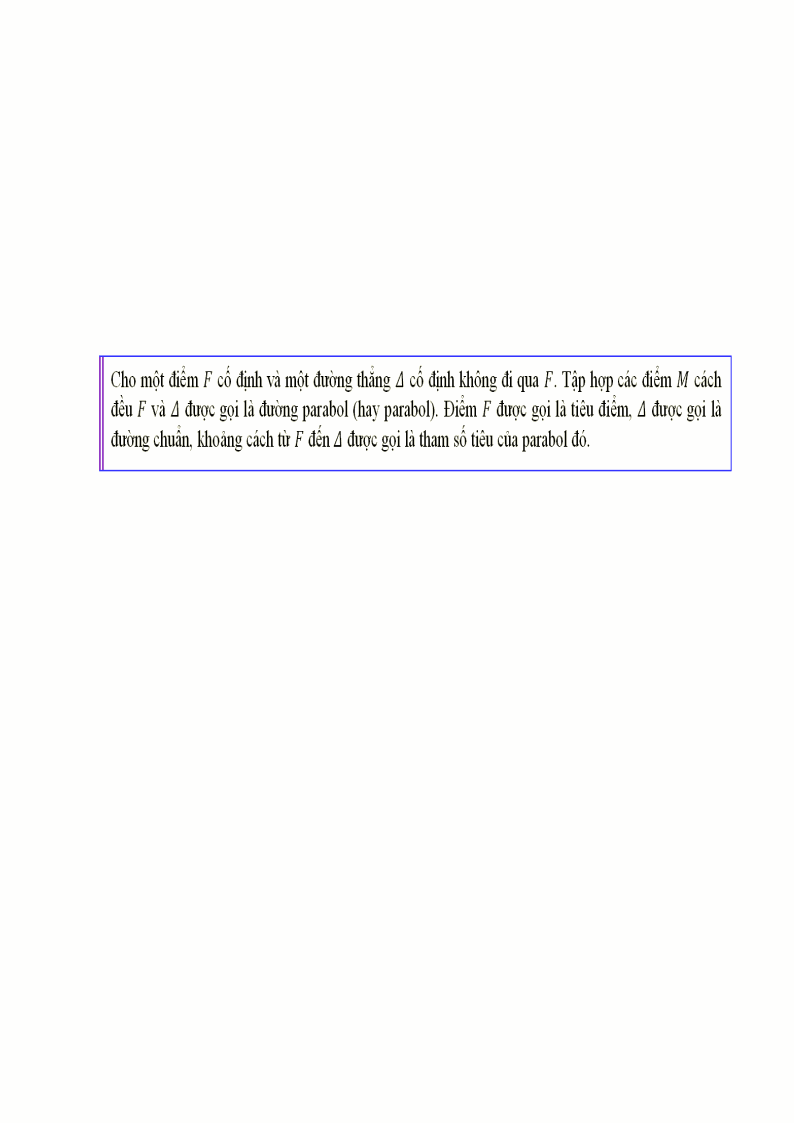 Cho một điểm F cố định và một đường thẳng Δ cố định không đi qua F. Tập hợp các điểm M cách
đều F và Δ được gọi là đường parabol (hay parabol). Điểm F được gọi là tiêu điểm, Δ được gọi là
đường chuẩn, khoảng cách từ F đến Δ được gọi là tham số tiêu của parabol đó.